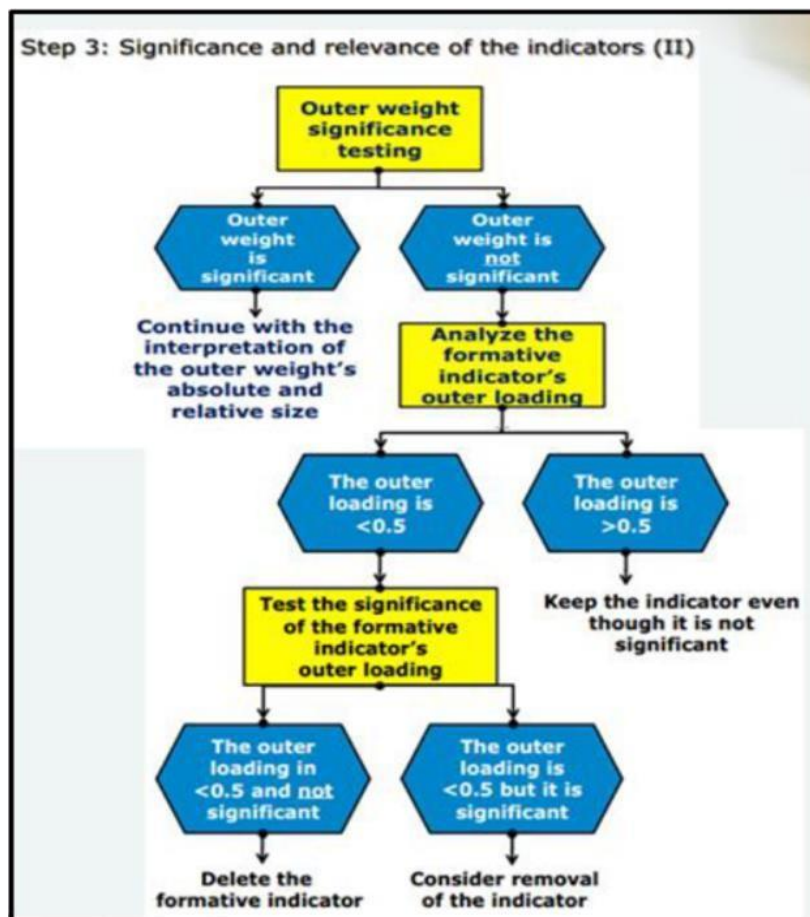 Step 3: Significance and relevance of the indicators (II)
Outer weight
significance
testing
Outer
weight
is
significant
Outer
weight is
not
significant
Continue with the
interpretation of
the outer weight's
absolute and
relative size
Analyze the
formative
indicator's
outer loading
The outer
loading is
<0.5
The outer
loading is
>0.5
Test the significance
of the formative
indicator's
outer loading
Keep the indicator even
though it is not
significant
The outer
loading in
<0.5 and not
significant
The outer
loading is
<0.5 but it is
significant
Delete the
formative indicator
Consider removal
of the indicator